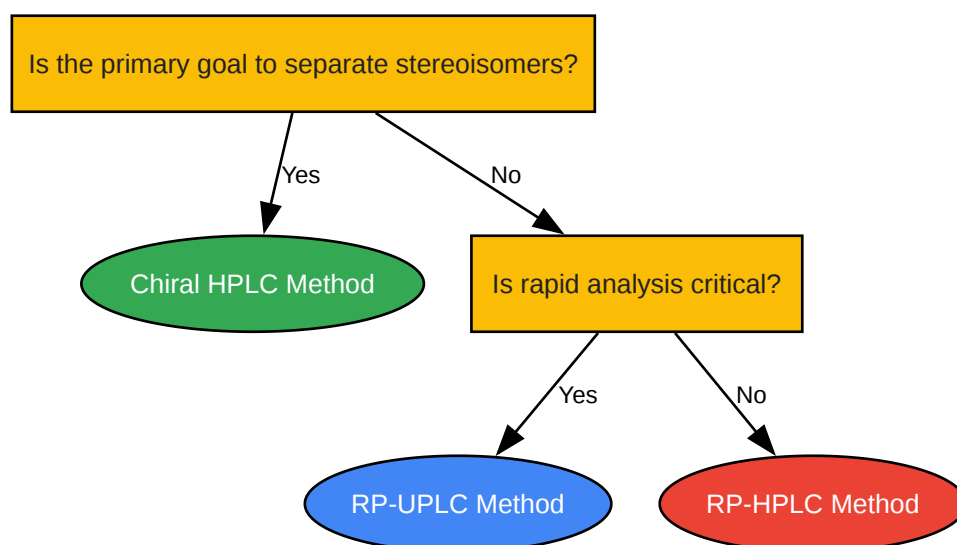 Is the primary goal to separate stereoisomers?
Yes
No
Chiral HPLC Method
Is rapid analysis critical?
Yes
No
RP-UPLC Method
RP-HPLC Method